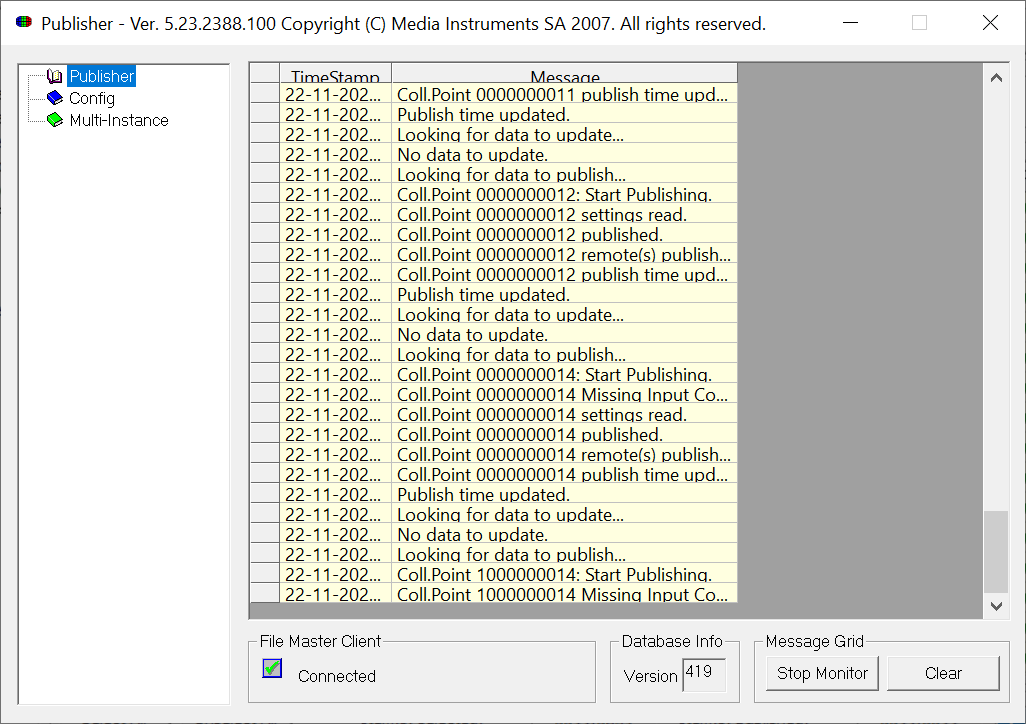 Publisher - Ver. 5.23.2388.100 Copyright (C) Media Instruments SA 2007. All rights reserved.
Publisher
Config
Multi-Instance
TimeStamp Message
22-11-202... Coll.Point 0000000011 publish time upd...
22-11-202... Publish time updated.
22-11-202... Looking for data to update...
22-11-202... No data to update.
22-11-202... Looking for data to publish...
22-11-202... Coll.Point 0000000012: Start Publishing.
22-11-202... Coll.Point 0000000012 settings read.
22-11-202... Coll.Point 0000000012 published.
22-11-202... Coll.Point 0000000012 remote(s) publish...
22-11-202... Coll.Point 0000000012 publish time upd...
22-11-202... Publish time updated.
22-11-202... Looking for data to update...
22-11-202... No data to update.
22-11-202... Looking for data to publish...
22-11-202... Coll.Point 0000000014: Start Publishing.
22-11-202... Coll.Point 0000000014 Missing Input Co...
22-11-202... Coll.Point 0000000014 settings read.
22-11-202... Coll.Point 0000000014 published.
22-11-202... Coll.Point 0000000014 remote(s) publish...
22-11-202... Coll.Point 0000000014 publish time upd...
22-11-202... Publish time updated.
22-11-202... Looking for data to update...
22-11-202... No data to update.
22-11-202... Looking for data to publish...
22-11-202... Coll.Point 1000000014: Start Publishing.
22-11-202... Coll.Point 1000000014 Missing Input Co...
File Master Client
Connected
Database Info
Version 419
Message Grid
Stop Monitor Clear